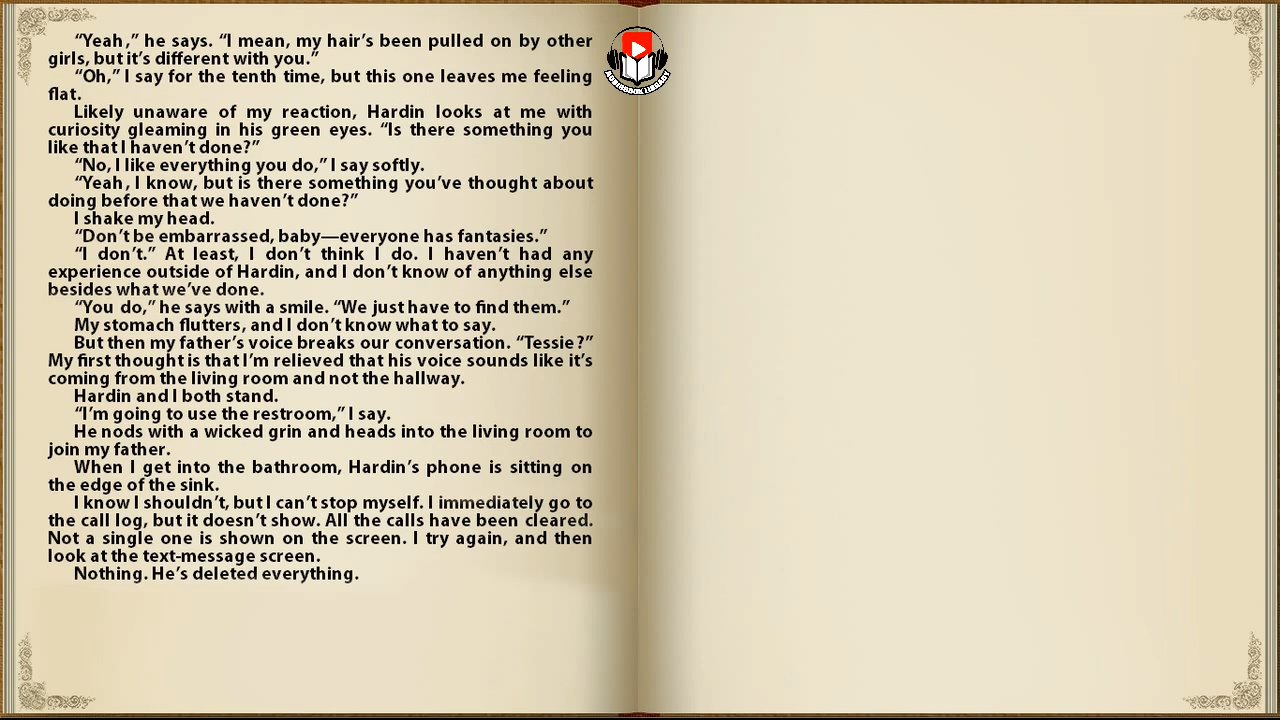 “Yeah,” he says. “I mean, my hair’s been pulled on by other
girls, but it’s different with you.”
“Oh,” I say for the tenth time, but this one leaves me feeling
flat.
Likely unaware of my reaction, Hardin looks at me with
curiosity gleaming in his green eyes. “Is there something you
like that I haven’t done?”
“No, I like everything you do,” I say softly.
“Yeah, I know, but is there something you’ve thought about
doing before that we haven’t done?”
I shake my head.
“Don’t be embarrassed, baby—everyone has fantasies.”
“I don’t.” At least, I don’t think I do. I haven’t had any
experience outside of Hardin, and I don’t know of anything else
besides what we’ve done.
“You do,” he says with a smile. “We just have to find them.”
My stomach flutters, and I don’t know what to say.
But then my father’s voice breaks our conversation. “Tessie?”
My first thought is that I’m relieved that his voice sounds like it’s
coming from the living room and not the hallway.
Hardin and I both stand.
“I’m going to use the restroom,” I say.
He nods with a wicked grin and heads into the living room to
join my father.
When I get into the bathroom, Hardin’s phone is sitting on
the edge of the sink.
I know I shouldn’t, but I can’t stop myself. I immediately go to
the call log, but it doesn’t show. All the calls have been cleared.
Not a single one is shown on the screen. I try again, and then
look at the text-message screen.
Nothing. He’s deleted everything.
AUDIOBOOK LIBRARY